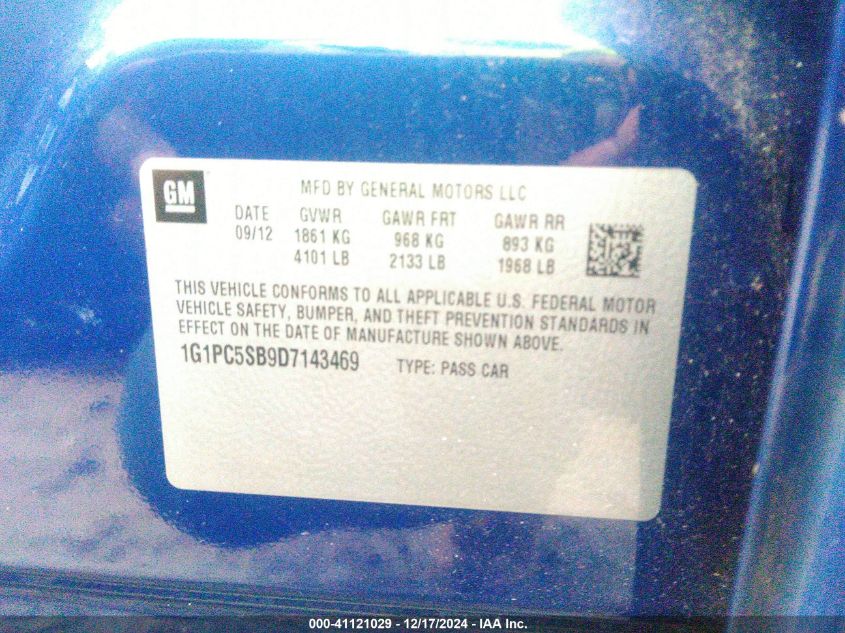 GM
MFD BY GENERAL MOTORS LLC
DATE GVWR GAWR FRT GAWR RR
09/12 1861 KG 968 KG 893 KG
4101 LB 2133 LB 1968 LB
THIS VEHICLE CONFORMS TO ALL APPLICABLE U.S. FEDERAL MOTOR
VEHICLE SAFETY, BUMPER, AND THEFT PREVENTION STANDARDS IN
EFFECT ON THE DATE OF MANUFACTURE SHOWN ABOVE.
1G1PC5SB9D7143469 TYPE: PASS CAR
000-41121029 - 12/17/2024 - IAA Inc.